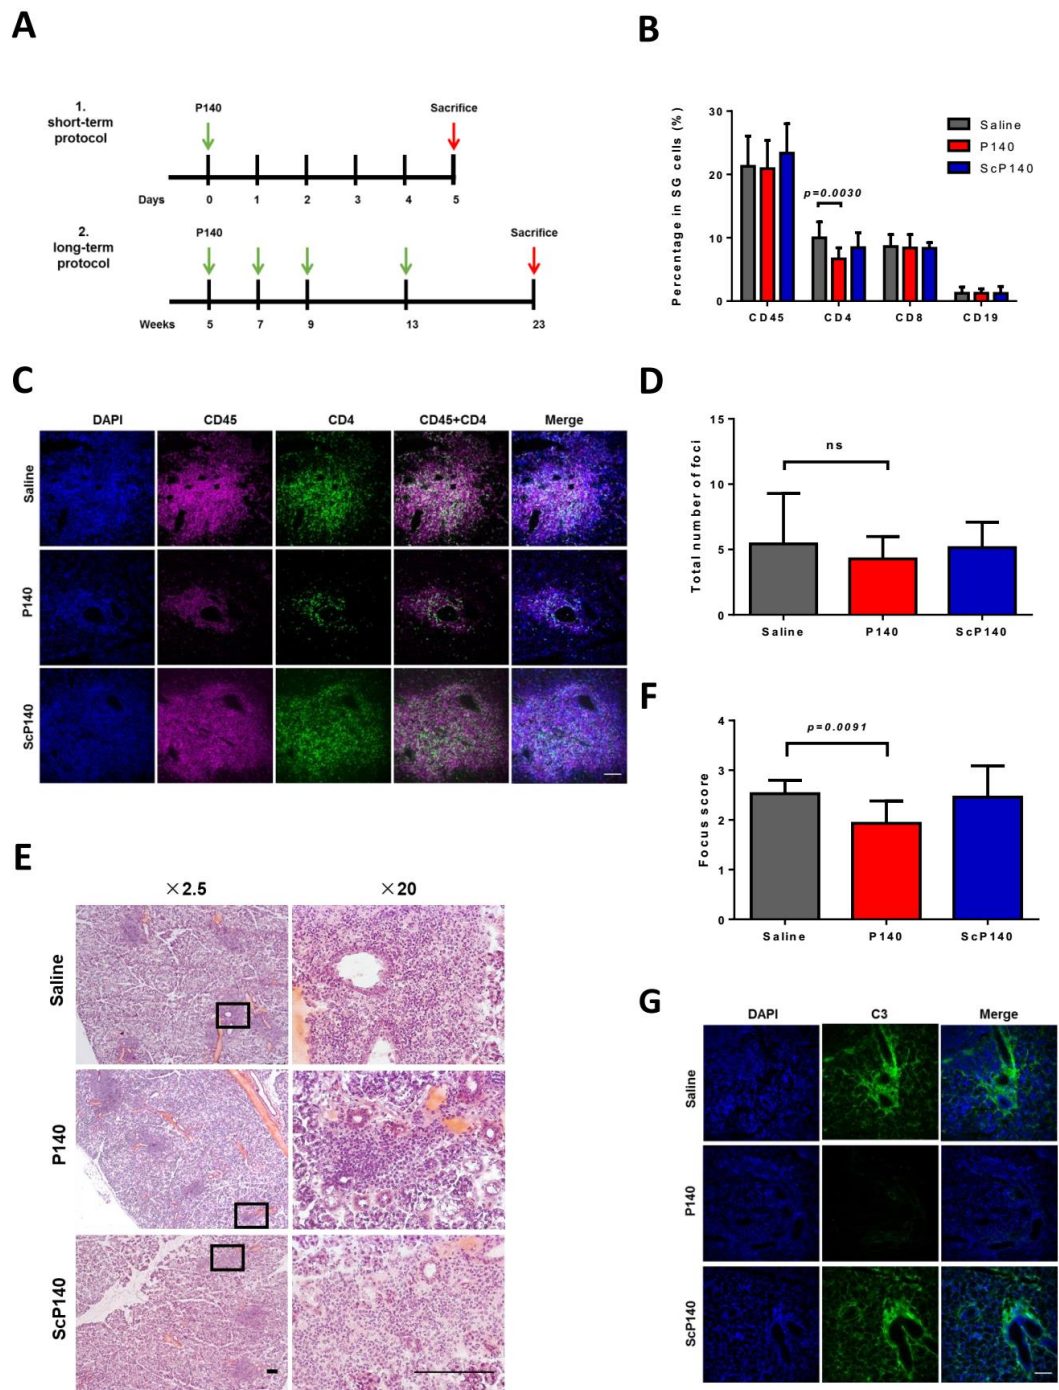 A
1.
short-term
protocol
P140
Sacrifice
Days
0 1 2 3 4 5
2.
long-term
protocol
P140
Sacrifice
Weeks
5 7 9 13 23
B
Percentage in SG cells (%)
30
20
10
0
Saline
P140
ScP140
p=0.0030
CD45 CD4 CD8 CD19
C
DAPI CD45 CD4 CD45+CD4 Merge
Saline
P140
ScP140
D
Total number of foci
15
10
5
0
ns
Saline P140 ScP140
E
×2.5 ×20
Saline
P140
ScP140
F
Focus score
4
3
2
1
0
p=0.0091
Saline P140 ScP140
G
DAPI C3 Merge
Saline
P140
ScP140